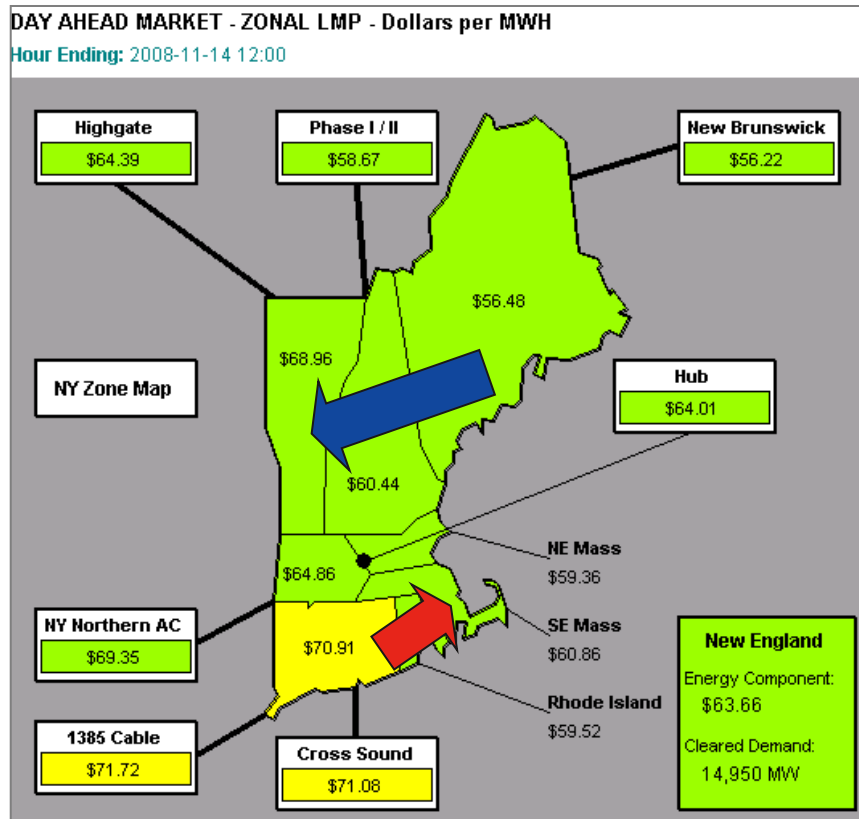 DAY AHEAD MARKET - ZONAL LMP - Dollars per MWH
Hour Ending: 2008-11-14 12:00
Highgate
$64.39
Phase I / II
$58.67
New Brunswick
$56.22
$56.48
$68.96
NY Zone Map
Hub
$64.01
$60.44
NE Mass
$59.36
$64.86
NY Northern AC
$69.35
SE Mass
$60.86
$70.91
Rhode Island
$59.52
New England
Energy Component:
$63.66
Cleared Demand:
14,950 MW
1385 Cable
$71.72
Cross Sound
$71.08